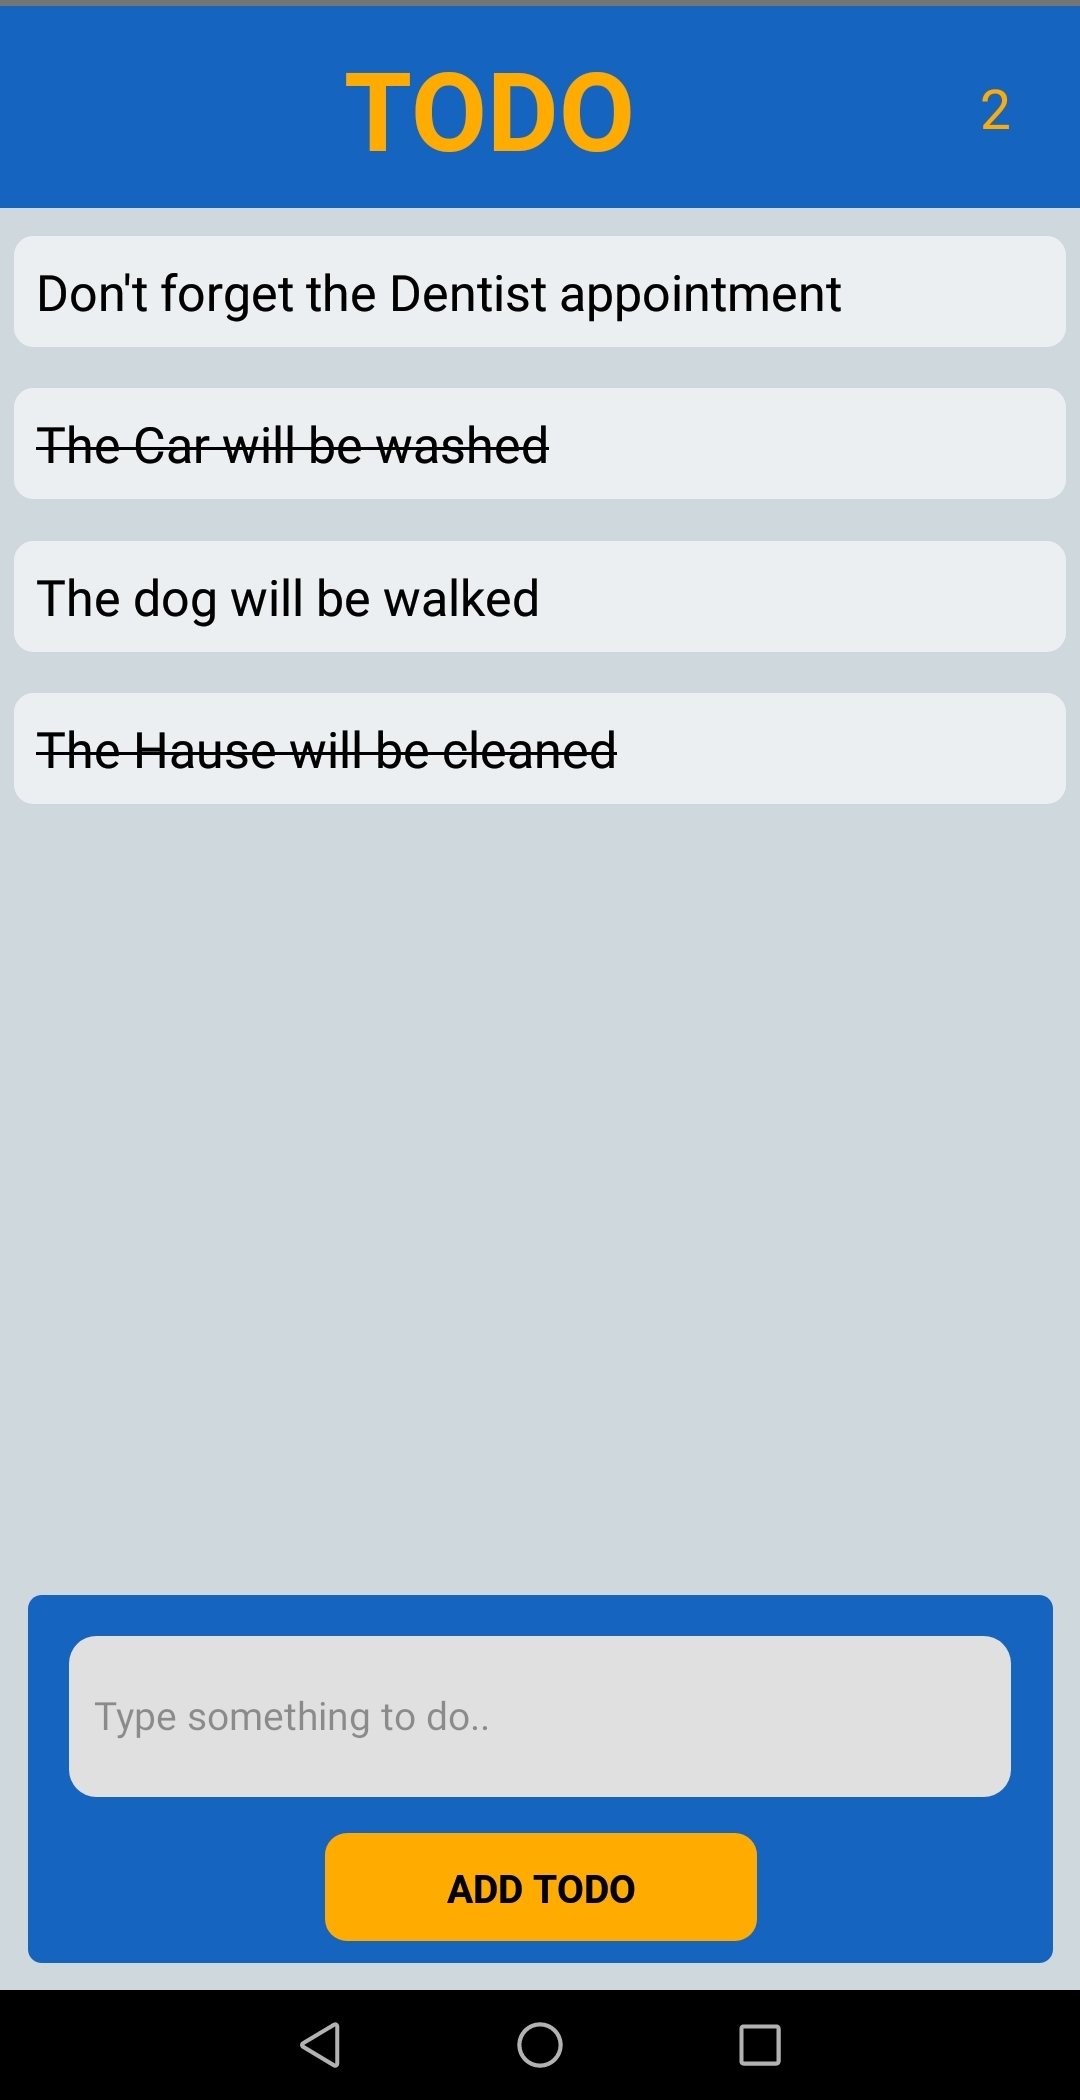 TODO
2
Don't forget the Dentist appointment
The Car will be washed
The dog will be walked
The Hause will be cleaned
Type something to do..
ADD TODO